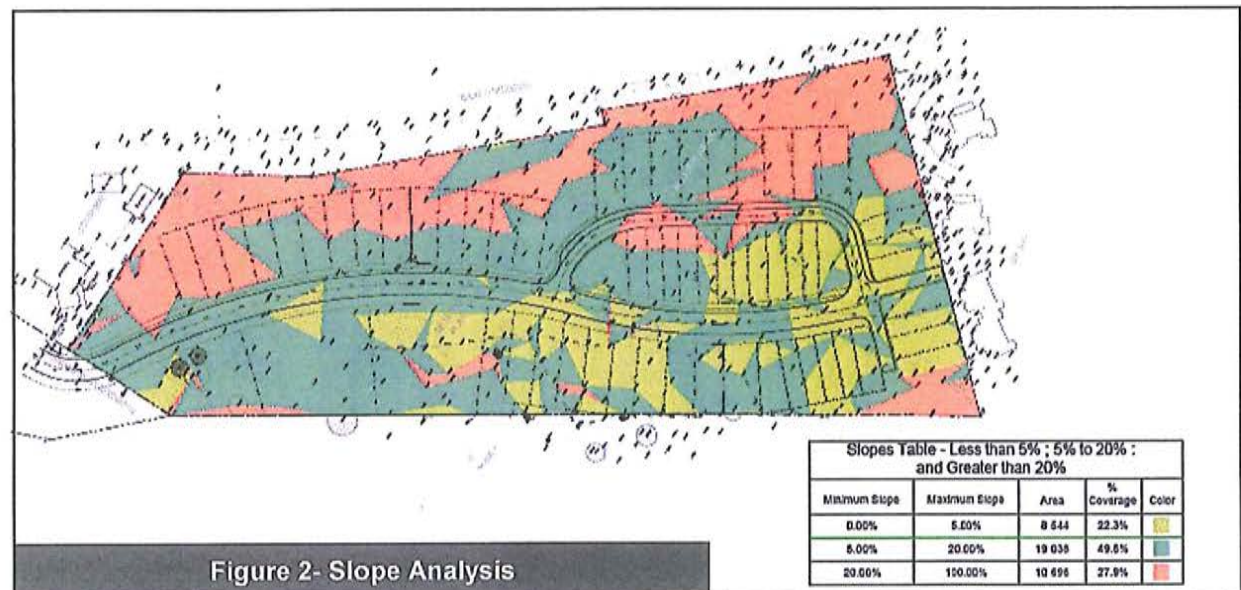 Slopes Table - Less than 5% ; 5% to 20% :
and Greater than 20%
Minimum Slope Maximum Slope Area % Coverage Color
0.00% 5.00% 8 544 22.3%
5.00% 20.00% 19 038 49.8%
20.00% 100.00% 10 696 27.9%
Figure 2- Slope Analysis